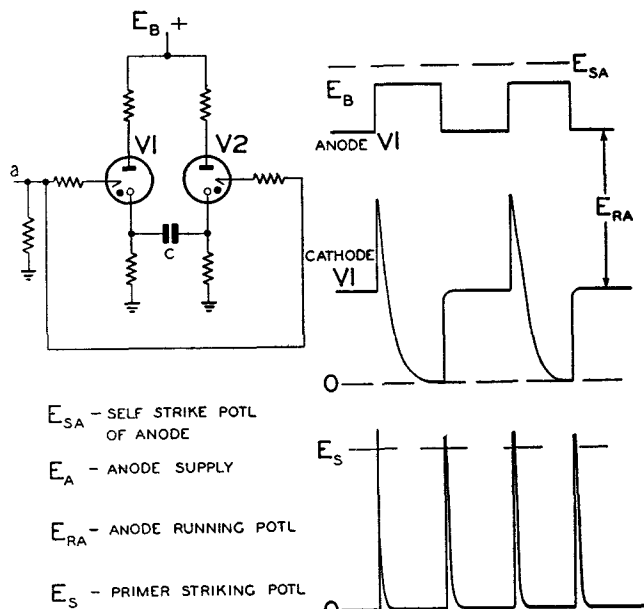 E_B +
V1
V2
a
C
E_SA
E_B
ANODE V1
E_RA
CATHODE
V1
0
E_S
0
E_SA - SELF STRIKE POTL
OF ANODE
E_A - ANODE SUPPLY
E_RA - ANODE RUNNING POTL
E_S - PRIMER STRIKING POTL